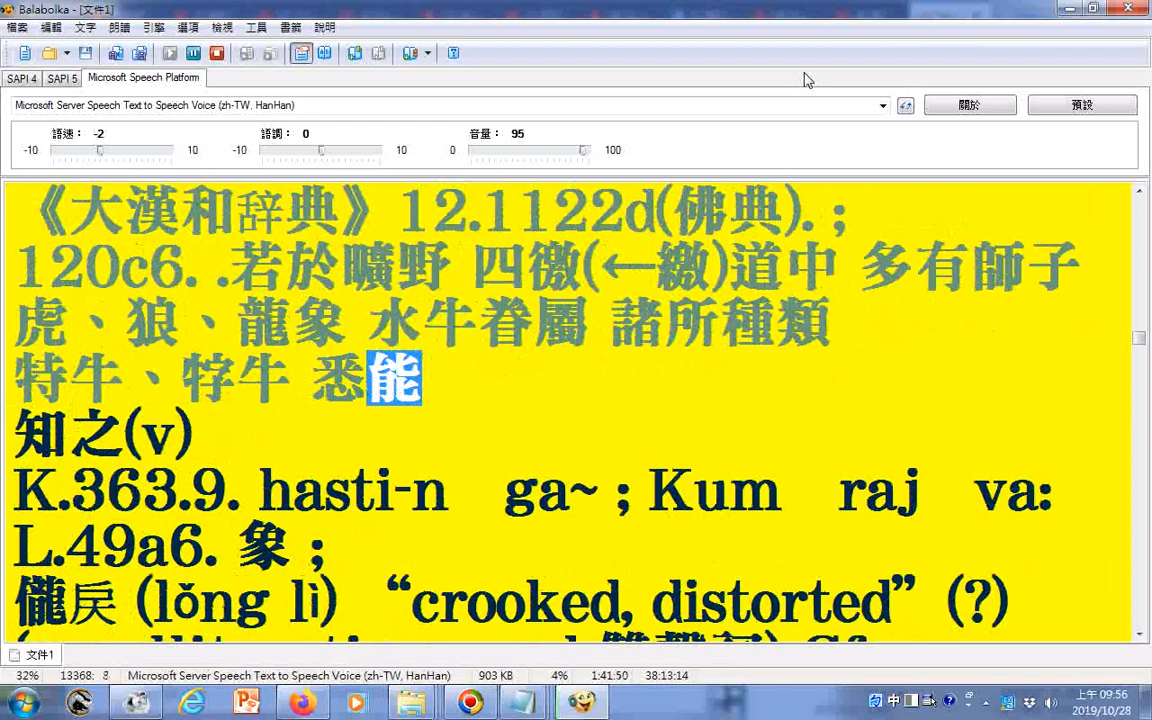 Balabolka - [文件1]
檔案 編輯 文字 朗讀 引擎 選項 檢視 工具 書籤 說明
SAPI 4 SAPI 5 Microsoft Speech Platform
Microsoft Server Speech Text to Speech Voice (zh-TW, HanHan) 關於 預設
語速： -2 語調： 0 音量： 95
-10 10 -10 10 0 100
《大漢和辞典》12.1122d(佛典).；
120c6. .若於曠野 四徼(←繳)道中 多有師子
虎、狼、龍象 水牛眷屬 諸所種類
特牛、牸牛 悉能
知之(v)
K.363.9. hasti-n ga~ ; Kum raj va:
L.49a6. 象；
儱戾 (lǒng lì) “crooked, distorted” (?)
文件1
32% 13368: 8 Microsoft Server Speech Text to Speech Voice (zh-TW, HanHan) 903 KB 4% 1:41:50 38:13:14
中
上午 09:56
2019/10/28